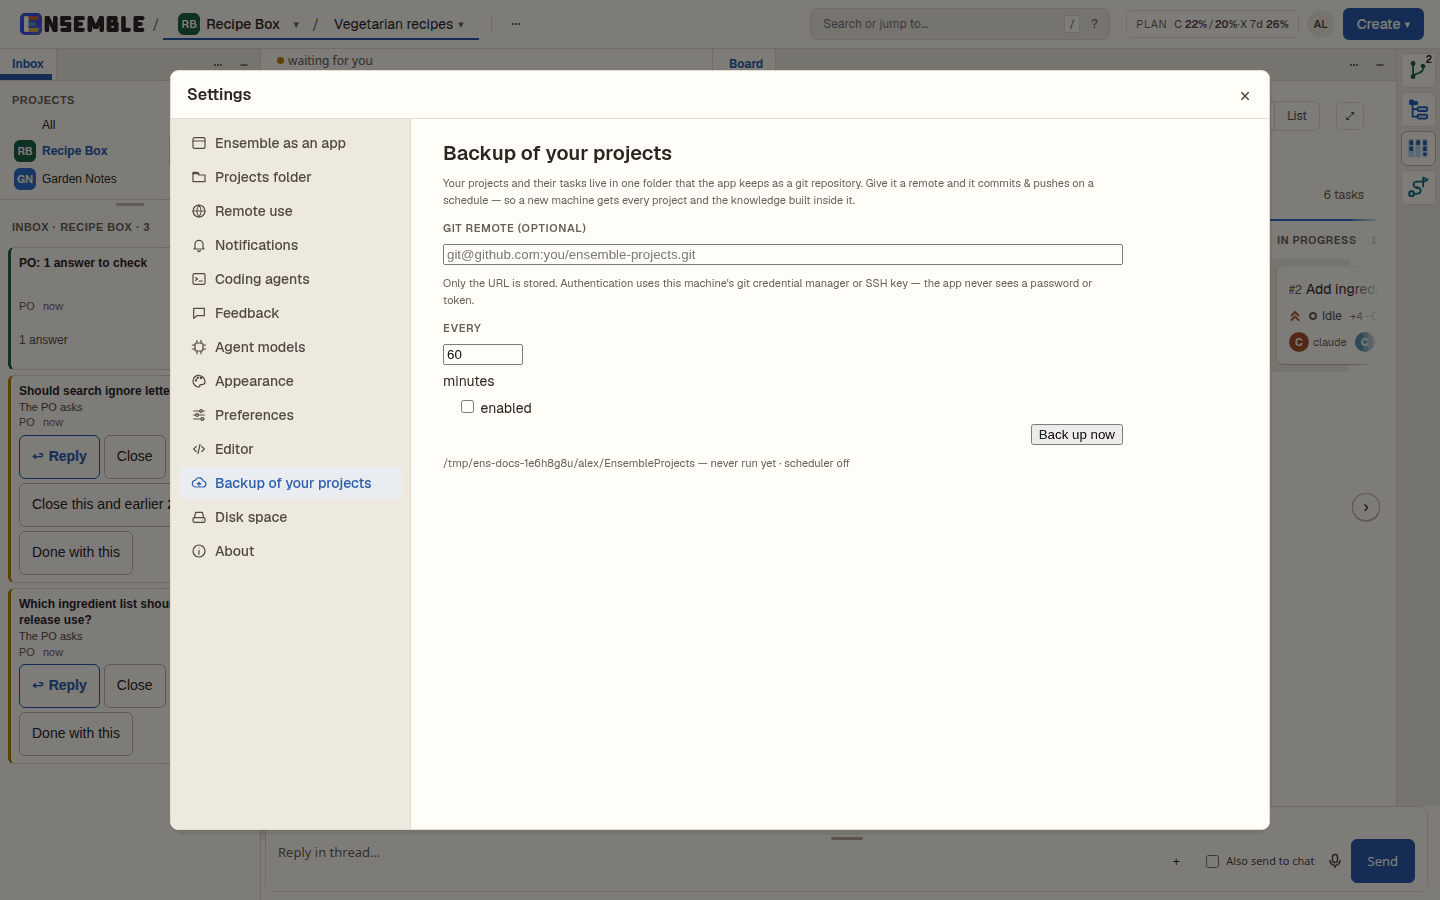 ENSEMBLE / RB Recipe Box ▾ / Vegetarian recipes ▾ ···
Search or jump to... / ?
PLAN C 22% / 20% · X 7d 26%
AL
Create ▾
Inbox ··· –
waiting for you
Board ··· –
2
PROJECTS
All
RB Recipe Box
GN Garden Notes
INBOX · RECIPE BOX · 3
PO: 1 answer to check
PO now
1 answer
Should search ignore lette
The PO asks
PO now
↩ Reply Close
Close this and earlier
Done with this
Which ingredient list shou
release use?
The PO asks
PO now
↩ Reply Close
Done with this
Settings
×
Ensemble as an app
Projects folder
Remote use
Notifications
Coding agents
Feedback
Agent models
Appearance
Preferences
Editor
Backup of your projects
Disk space
About
Backup of your projects
Your projects and their tasks live in one folder that the app keeps as a git repository. Give it a remote and it commits & pushes on a
schedule — so a new machine gets every project and the knowledge built inside it.
GIT REMOTE (OPTIONAL)
git@github.com:you/ensemble-projects.git
Only the URL is stored. Authentication uses this machine's git credential manager or SSH key — the app never sees a password or
token.
EVERY
60
minutes
enabled
Back up now
/tmp/ens-docs-1e6h8g8u/alex/EnsembleProjects — never run yet · scheduler off
List
6 tasks
IN PROGRESS 1
#2 Add ingred
Idle +4
C claude C
Reply in thread...
+
Also send to chat
Send